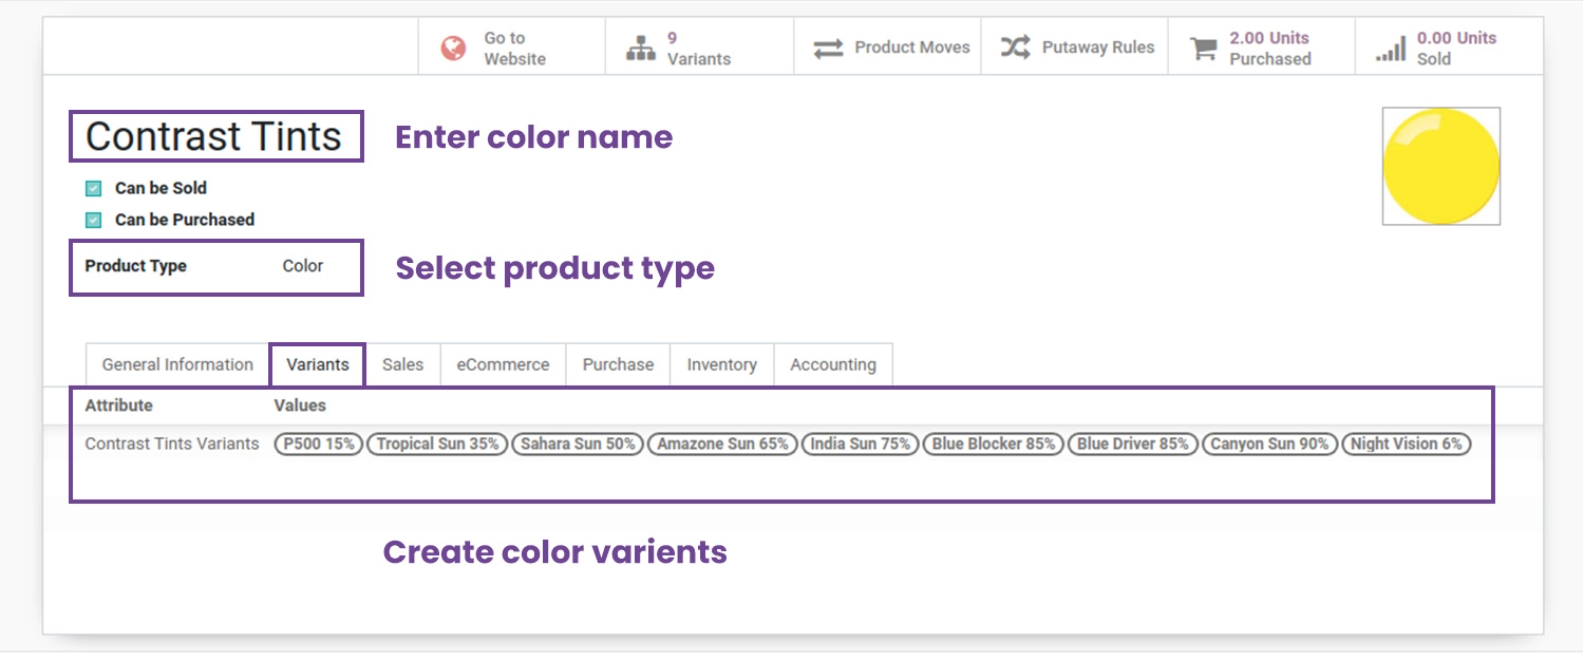 Go to
Website
9
Variants
Product Moves
Putaway Rules
2.00 Units
Purchased
0.00 Units
Sold
Contrast Tints
Enter color name
Can be Sold
Can be Purchased
Product Type Color
Select product type
General Information Variants Sales eCommerce Purchase Inventory Accounting
Attribute Values
Contrast Tints Variants P500 15% Tropical Sun 35% Sahara Sun 50% Amazone Sun 65% India Sun 75% Blue Blocker 85% Blue Driver 85% Canyon Sun 90% Night Vision 6%
Create color varients